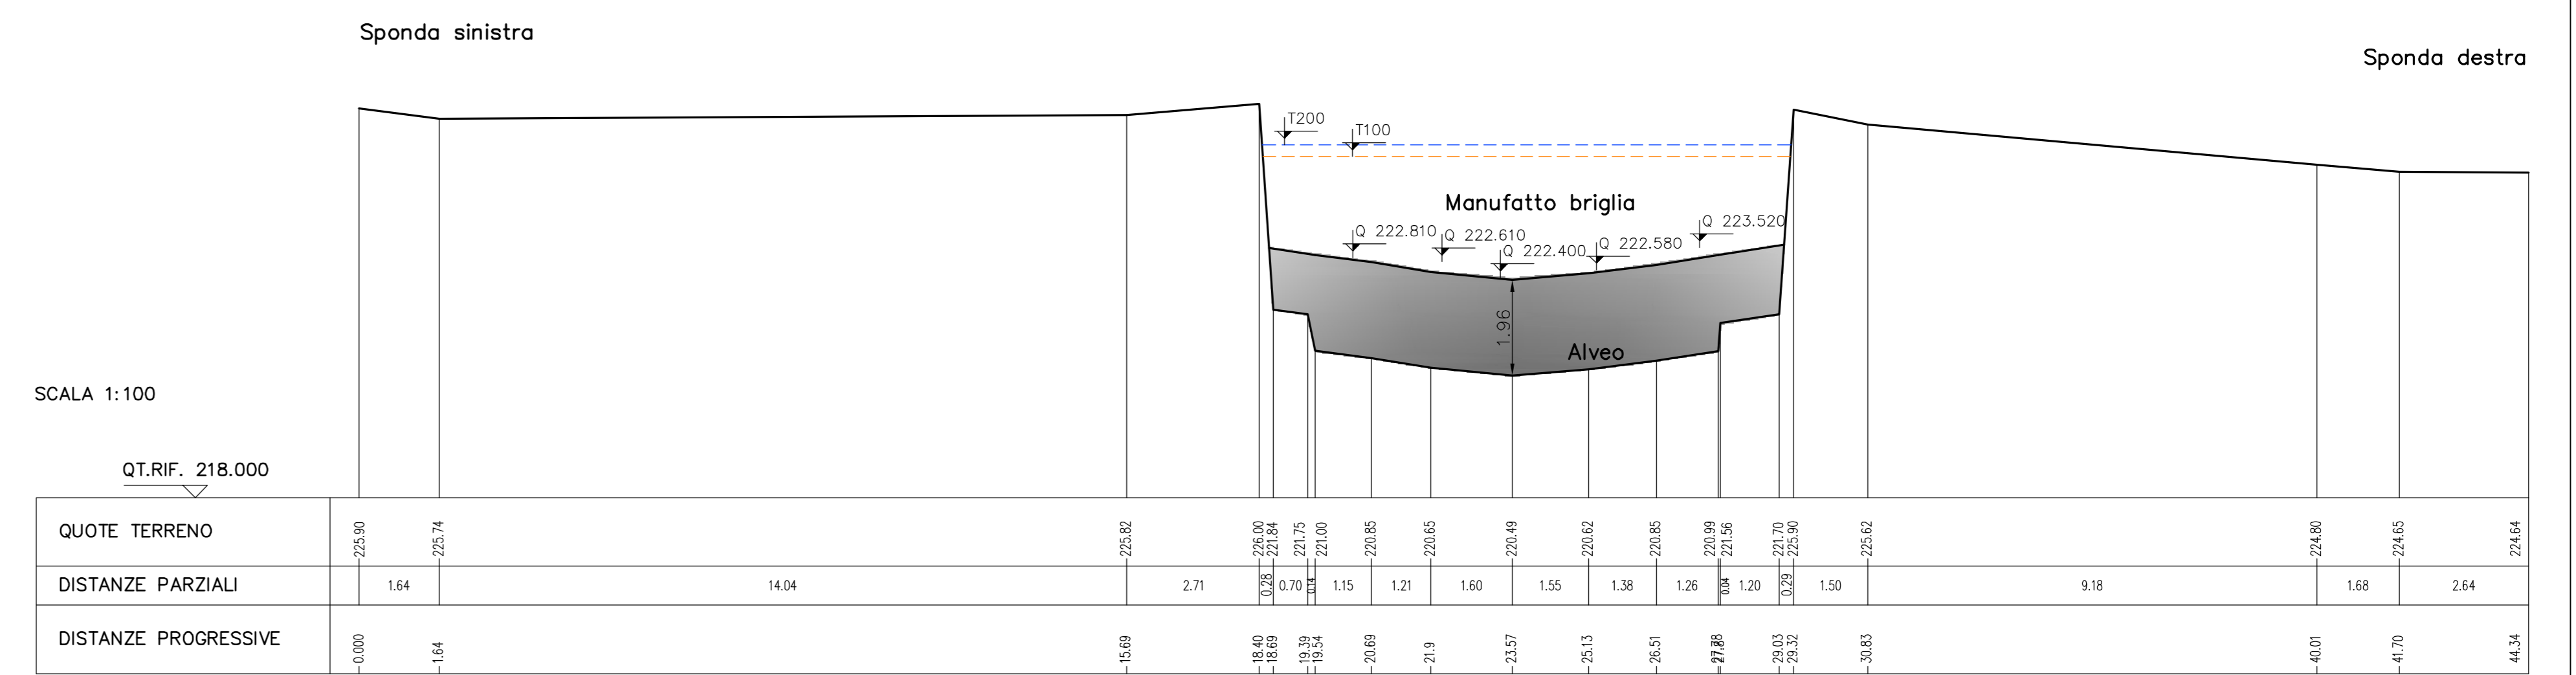 Sponda sinistra
Sponda destra
T200
T100
Manufatto briglia
Q 223.520
Q 222.810
Q 222.610
Q 222.580
Q 222.400
1.96
Alveo
SCALA 1:100
QT.RIF. 218.000
QUOTE TERRENO 225.90 225.74 225.82 226.00 221.84 221.75 221.00 220.85 220.65 220.49 220.62 220.85 220.99 221.56 221.70 225.90 225.62 224.80 224.65 224.64
DISTANZE PARZIALI 1.64 14.04 2.71 0.28 0.70 0.14 1.15 1.21 1.60 1.55 1.38 1.26 0.04 1.20 0.29 1.50 9.18 1.68 2.64
DISTANZE PROGRESSIVE 0.000 1.64 15.69 18.40 18.69 19.39 19.54 20.69 21.9 23.57 25.13 26.51 29.03 29.32 30.83 40.01 41.70 44.34